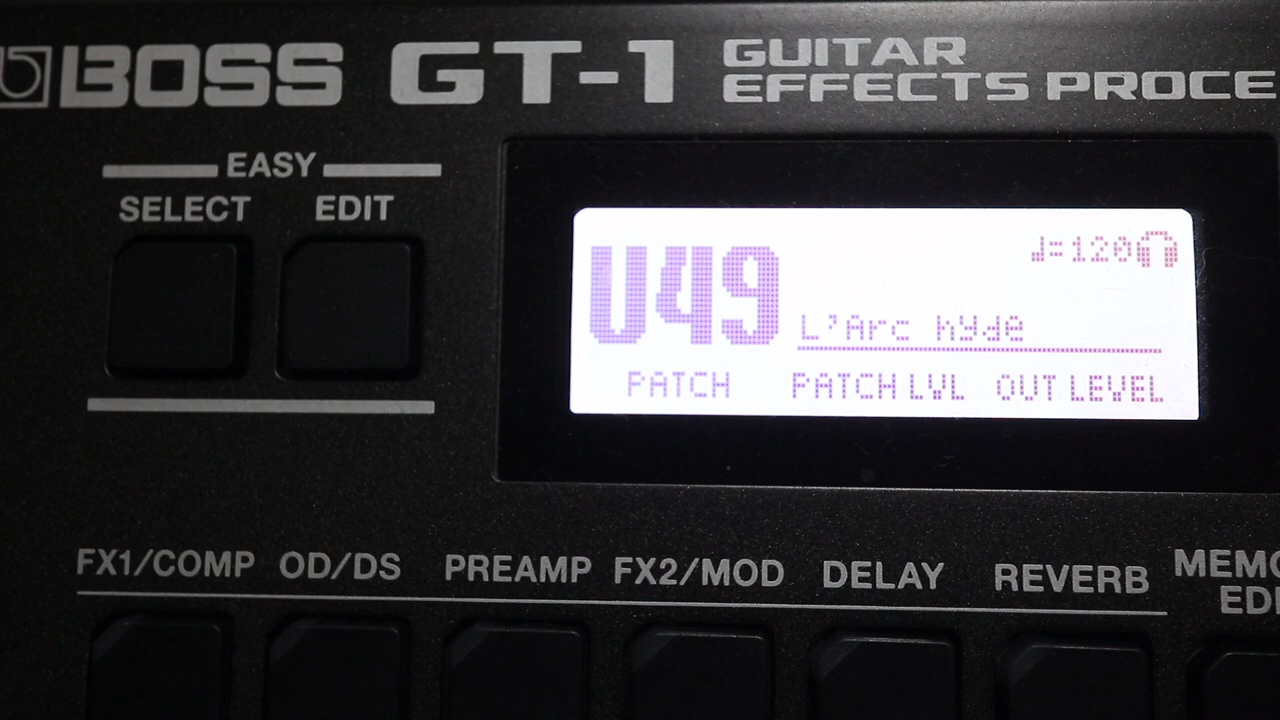 BOSS GT-1 GUITAR
EFFECTS PROCE
EASY
SELECT EDIT
U49
♩=120
L'Arc hyde
PATCH PATCH LVL OUT LEVEL
FX1/COMP OD/DS PREAMP FX2/MOD DELAY REVERB MEMO
EDI